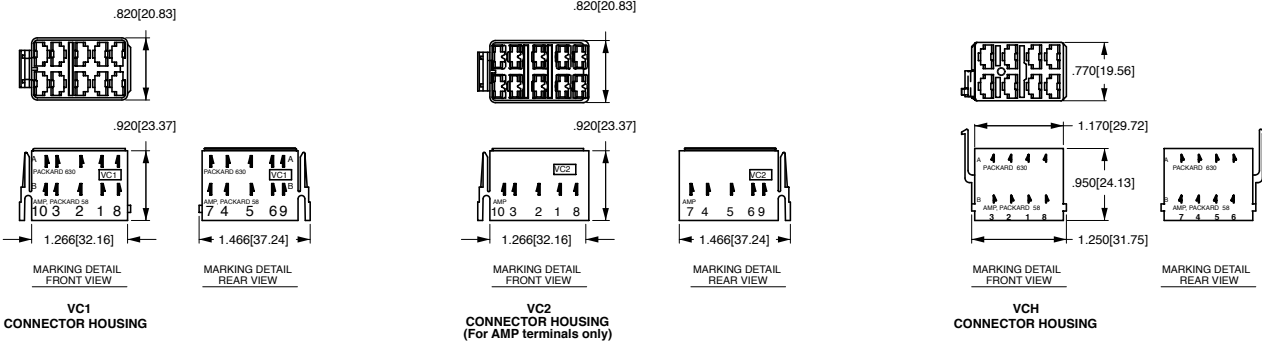 .820[20.83]
.920[23.37]
A
PACKARD 630
VC1
B
AMP, PACKARD 58
10 3 2 1 8
1.266[32.16]
MARKING DETAIL
FRONT VIEW
A
PACKARD 630
VC1
B
AMP, PACKARD 58
7 4 5 6 9
1.466[37.24]
MARKING DETAIL
REAR VIEW
VC1
CONNECTOR HOUSING
.820[20.83]
.920[23.37]
VC2
AMP
10 3 2 1 8
1.266[32.16]
MARKING DETAIL
FRONT VIEW
VC2
AMP
7 4 5 6 9
1.466[37.24]
MARKING DETAIL
REAR VIEW
VC2
CONNECTOR HOUSING
(For AMP terminals only)
.770[19.56]
1.170[29.72]
A
PACKARD 630
.950[24.13]
B
AMP, PACKARD 58
3 2 1 8
1.250[31.75]
MARKING DETAIL
FRONT VIEW
A
PACKARD 630
B
AMP, PACKARD 58
7 4 5 6
MARKING DETAIL
REAR VIEW
VCH
CONNECTOR HOUSING